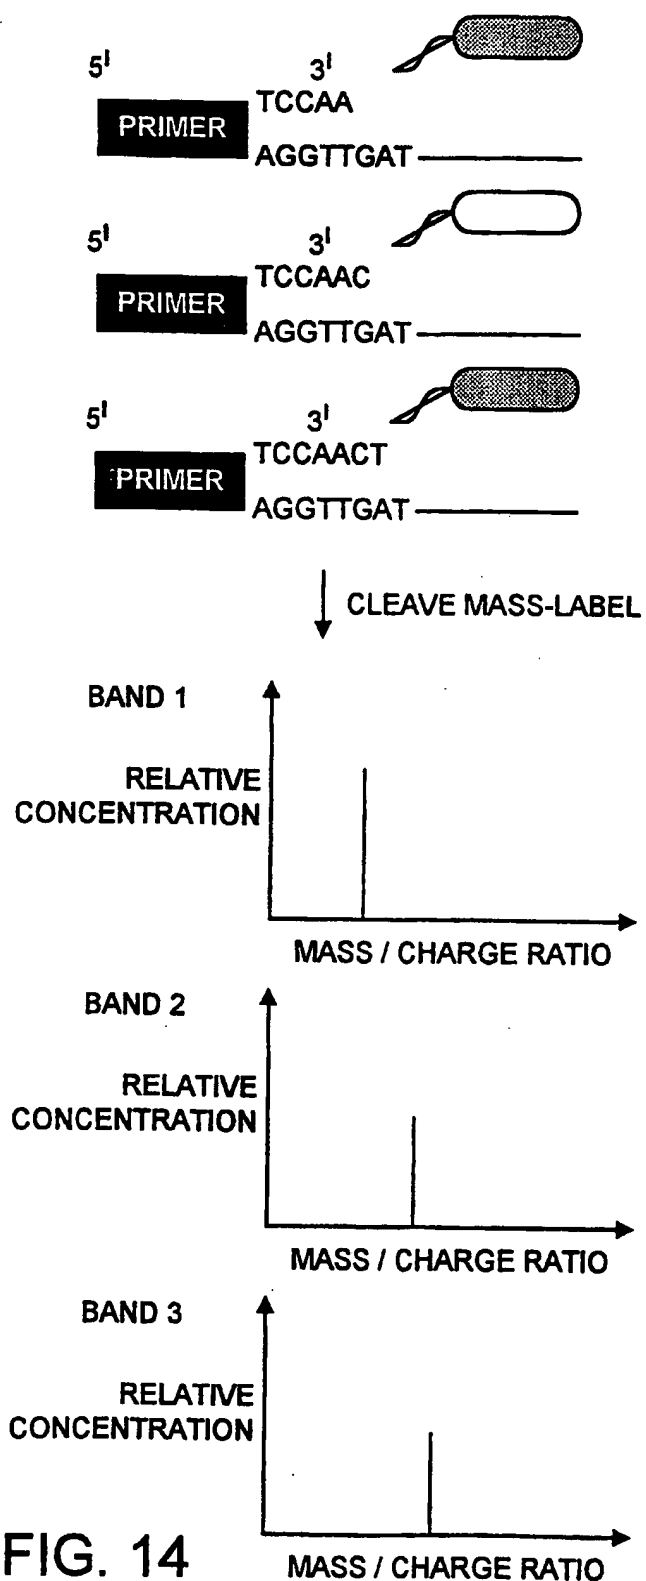 5' 3'
TCCAA
PRIMER
AGGTTGAT
5' 3'
TCCAAC
PRIMER
AGGTTGAT
5' 3'
TCCAACT
PRIMER
AGGTTGAT
CLEAVE MASS-LABEL
BAND 1
RELATIVE
CONCENTRATION
MASS / CHARGE RATIO
BAND 2
RELATIVE
CONCENTRATION
MASS / CHARGE RATIO
BAND 3
RELATIVE
CONCENTRATION
MASS / CHARGE RATIO
FIG. 14